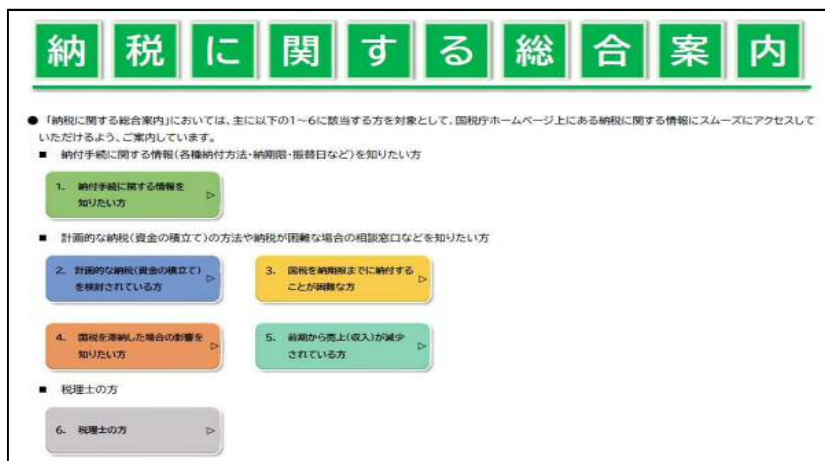 納税に関する総合案内
● 「納税に関する総合案内」においては、主に以下の1～6に該当する方を対象として、国税庁ホームページ上にある納税に関する情報にスムーズにアクセスして
いただけるよう、ご案内しています。
■ 納付手続に関する情報(各種納付方法・納期限・振替日など)を知りたい方
1. 納付手続に関する情報を
知りたい方
■ 計画的な納税(資金の積立て)の方法や納税が困難な場合の相談窓口などを知りたい方
2. 計画的な納税(資金の積立て)
を検討されている方
3. 国税を納期限までに納付する
ことが困難な方
4. 国税を滞納した場合の影響を
知りたい方
5. 前期から売上(収入)が減少
されている方
■ 税理士の方
6. 税理士の方